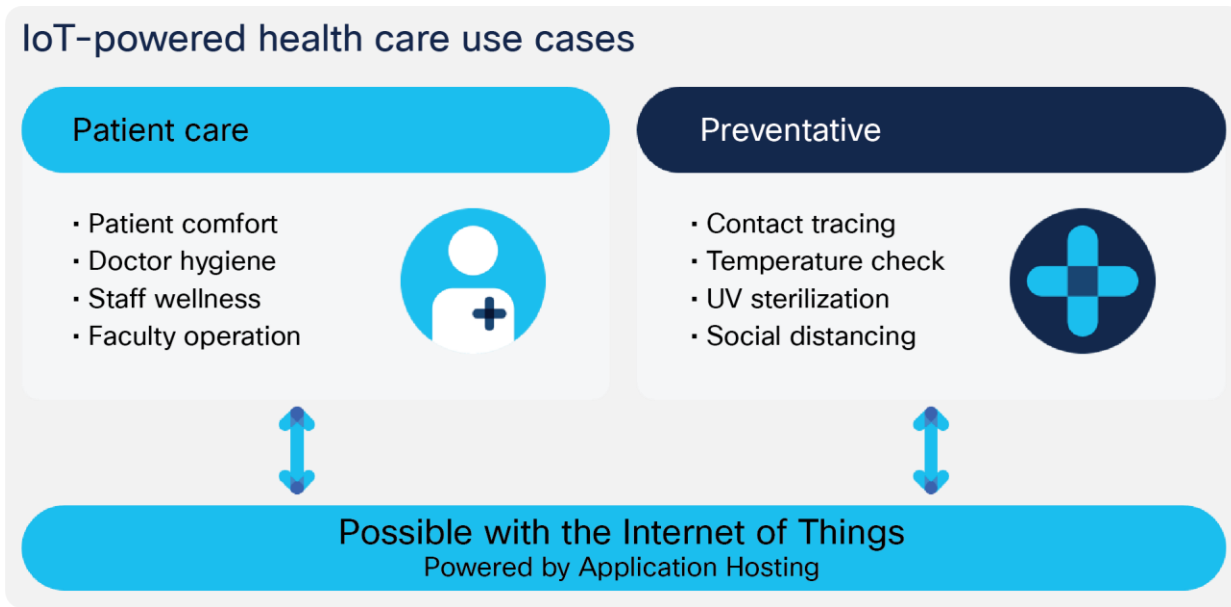 IoT-powered health care use cases
Patient care
· Patient comfort
· Doctor hygiene
· Staff wellness
· Faculty operation
Preventative
· Contact tracing
· Temperature check
· UV sterilization
· Social distancing
Possible with the Internet of Things
Powered by Application Hosting